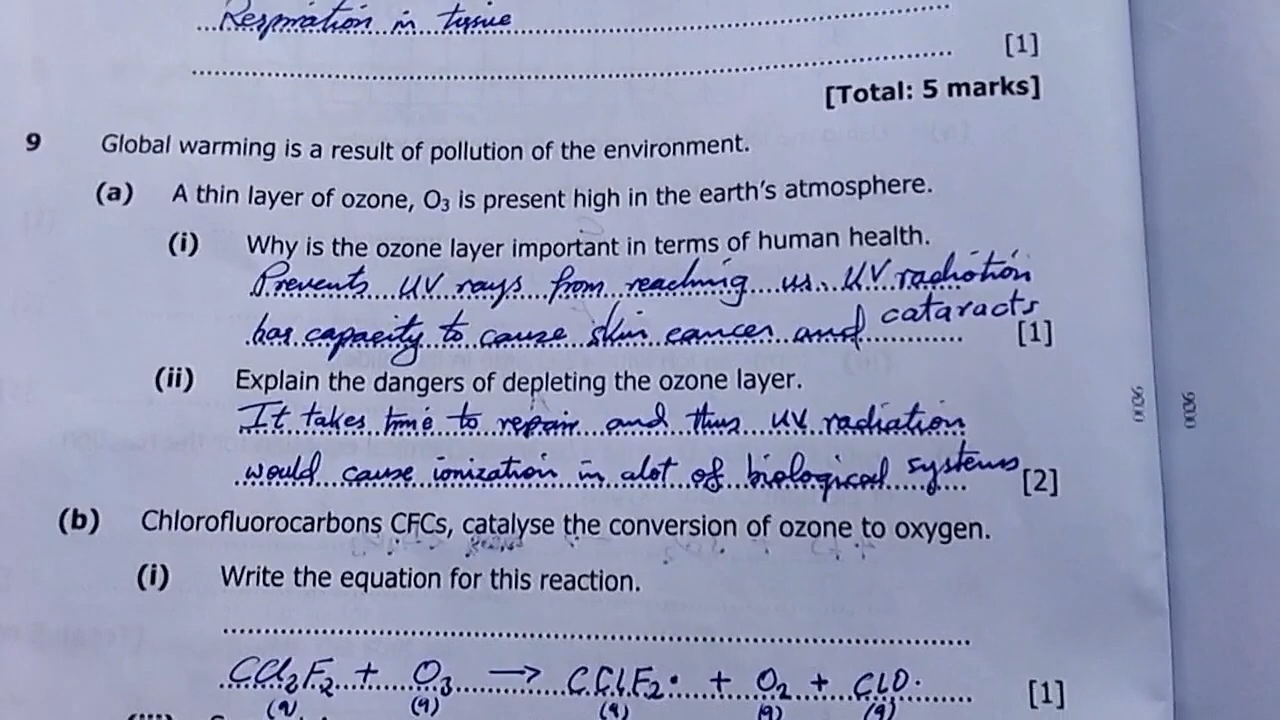 Respiration in tissue
[1]
[Total: 5 marks]
9 Global warming is a result of pollution of the environment.
(a) A thin layer of ozone, O₃ is present high in the earth's atmosphere.
(i) Why is the ozone layer important in terms of human health.
Prevents UV rays from reaching us. UV radiation
has capacity to cause skin cancer and cataracts [1]
(ii) Explain the dangers of depleting the ozone layer.
It takes time to repair and thus UV radiation
would cause ionization in alot of biological systems [2]
(b) Chlorofluorocarbons CFCs, catalyse the conversion of ozone to oxygen.
(i) Write the equation for this reaction.
CCl₂F₂ + O₃ → CClF₂• + O₂ + ClO• [1]
(g) (g) (g) (g)
0026
0026